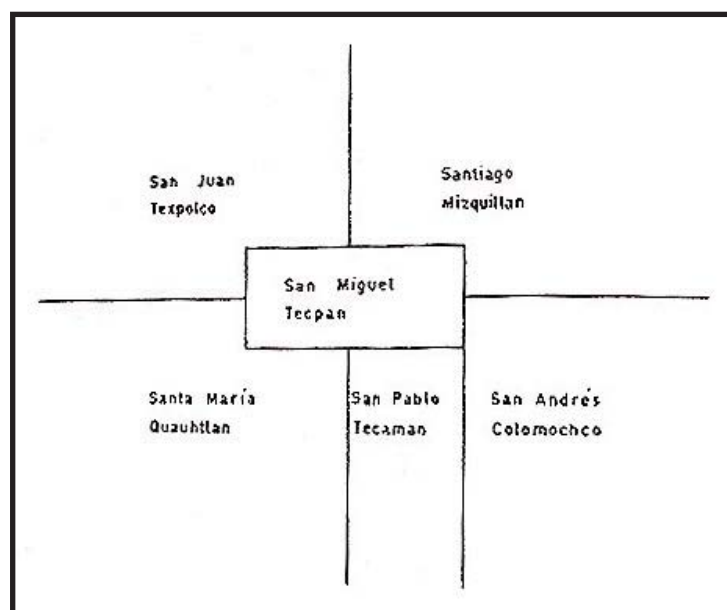 San Juan
Texpolco
Santiago
Mizquitlan
San Miguel
Tecpan
Santa María
Quauhtlan
San Pablo
Tecaman
San Andrés
Colomochco